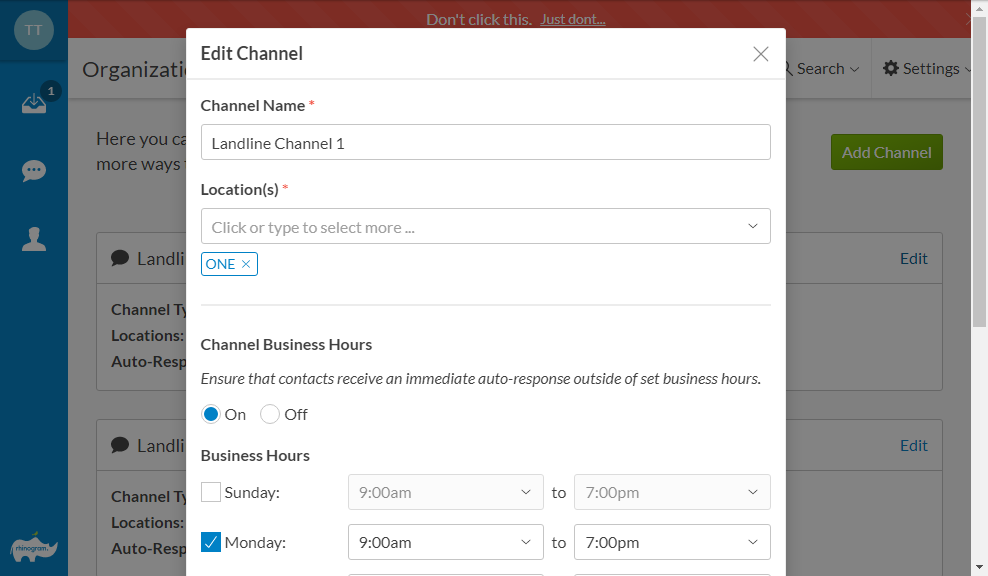 TT
Don't click this. Just dont...
Edit Channel
Organizati
Search
Settings
1
Channel Name *
Landline Channel 1
Here you ca
more ways
Add Channel
Location(s) *
Click or type to select more ...
ONE
Landli
Edit
Channel Ty
Locations:
Auto-Resp
Channel Business Hours
Ensure that contacts receive an immediate auto-response outside of set business hours.
On Off
Landli
Edit
Business Hours
Channel Ty
Locations:
Auto-Resp
Sunday: 9:00am to 7:00pm
Monday: 9:00am to 7:00pm
rhinogram